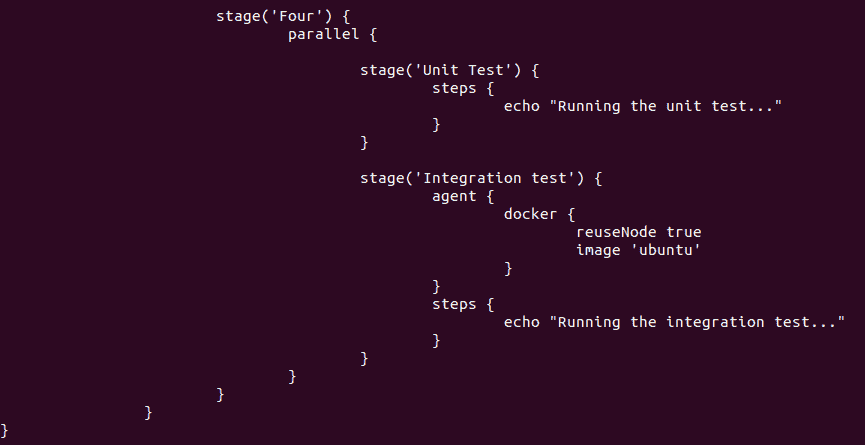 stage('Four') {
parallel {
stage('Unit Test') {
steps {
echo "Running the unit test..."
}
}
stage('Integration test') {
agent {
docker {
reuseNode true
image 'ubuntu'
}
}
steps {
echo "Running the integration test..."
}
}
}
}
}
}